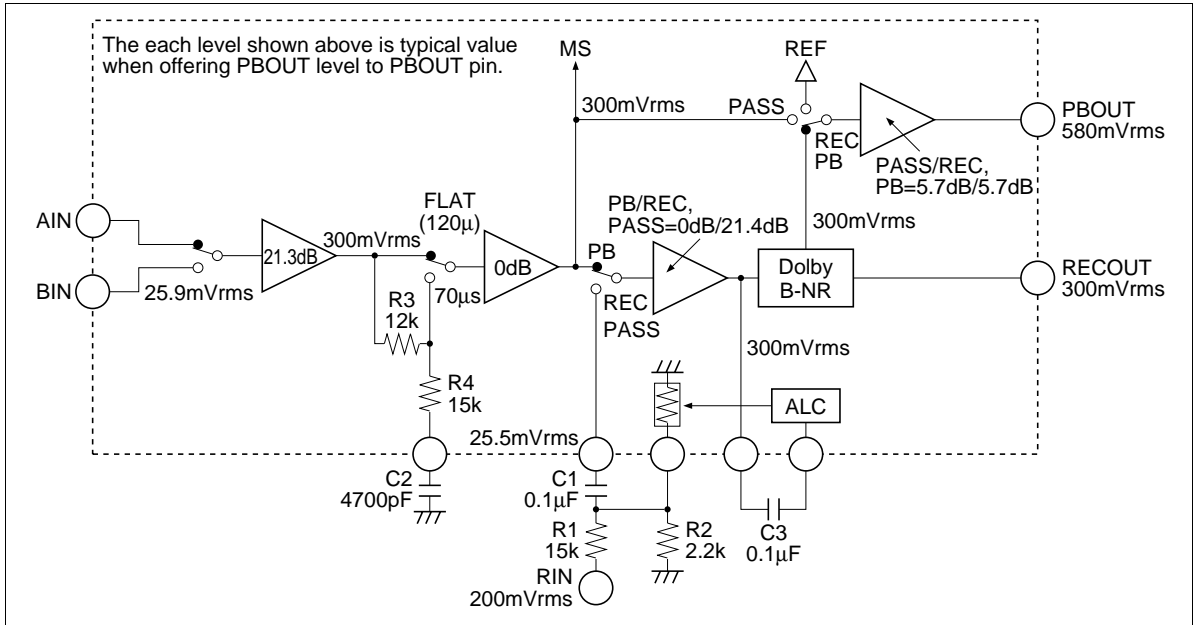 The each level shown above is typical value
when offering PBOUT level to PBOUT pin.
MS
REF
300mVrms
PASS
REC
PB
PBOUT
580mVrms
PASS/REC,
PB=5.7dB/5.7dB
AIN
BIN
25.9mVrms
21.3dB
300mVrms
FLAT
(120μ)
70μs
0dB
PB
REC
PASS
PB/REC,
PASS=0dB/21.4dB
300mVrms
Dolby
B-NR
RECOUT
300mVrms
R3
12k
R4
15k
300mVrms
ALC
25.5mVrms
C2
4700pF
C1
0.1μF
R1
15k
R2
2.2k
C3
0.1μF
RIN
200mVrms